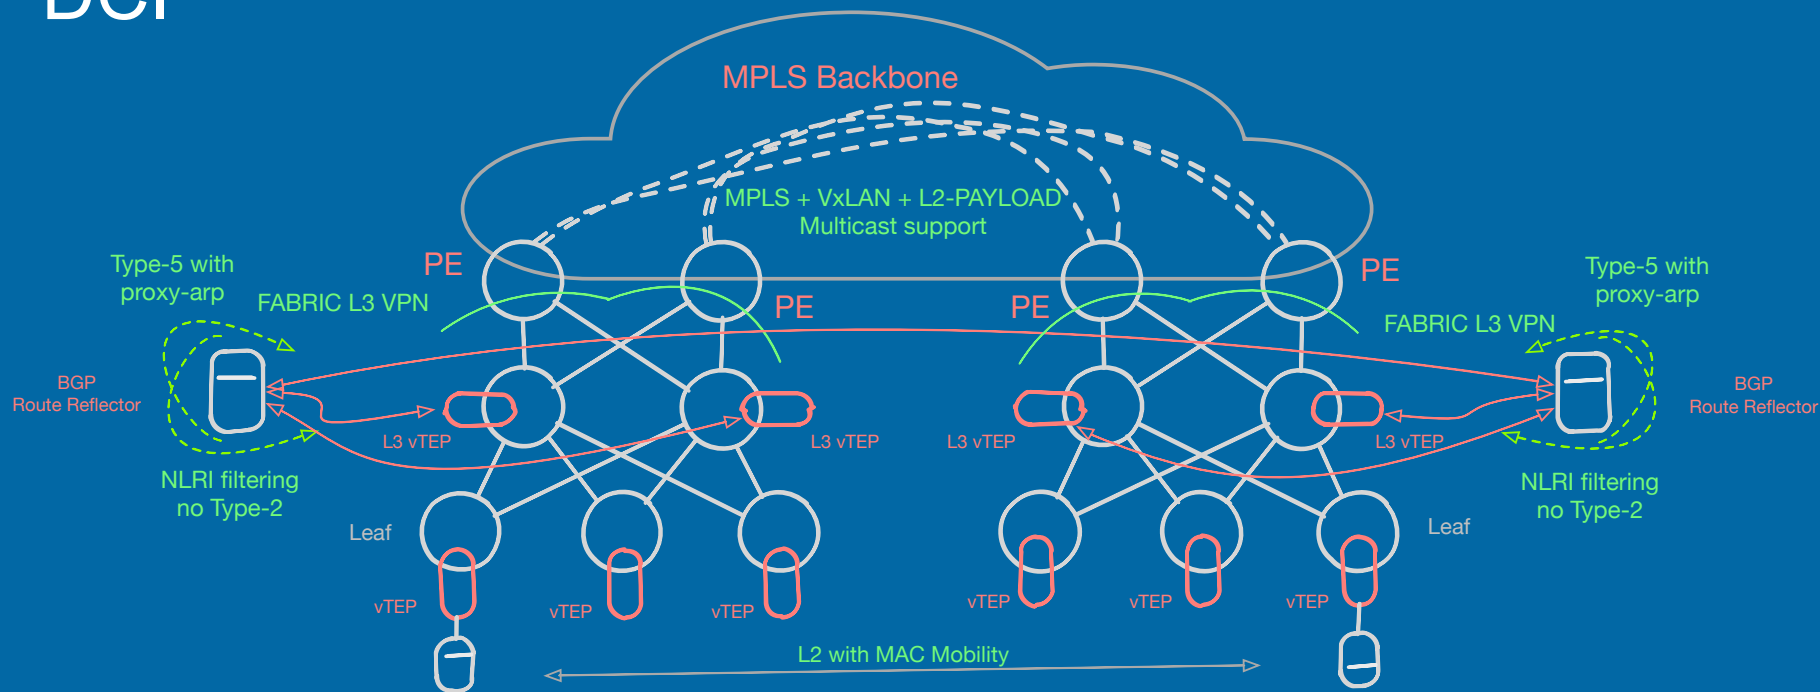 DCI
MPLS Backbone
MPLS + VxLAN + L2-PAYLOAD
Multicast support
PE
PE
PE
PE
Type-5 with
proxy-arp
FABRIC L3 VPN
Type-5 with
proxy-arp
FABRIC L3 VPN
BGP
Route Reflector
BGP
Route Reflector
L3 vTEP
L3 vTEP
L3 vTEP
L3 vTEP
NLRI filtering
no Type-2
NLRI filtering
no Type-2
Leaf
Leaf
vTEP
vTEP
vTEP
vTEP
vTEP
vTEP
L2 with MAC Mobility